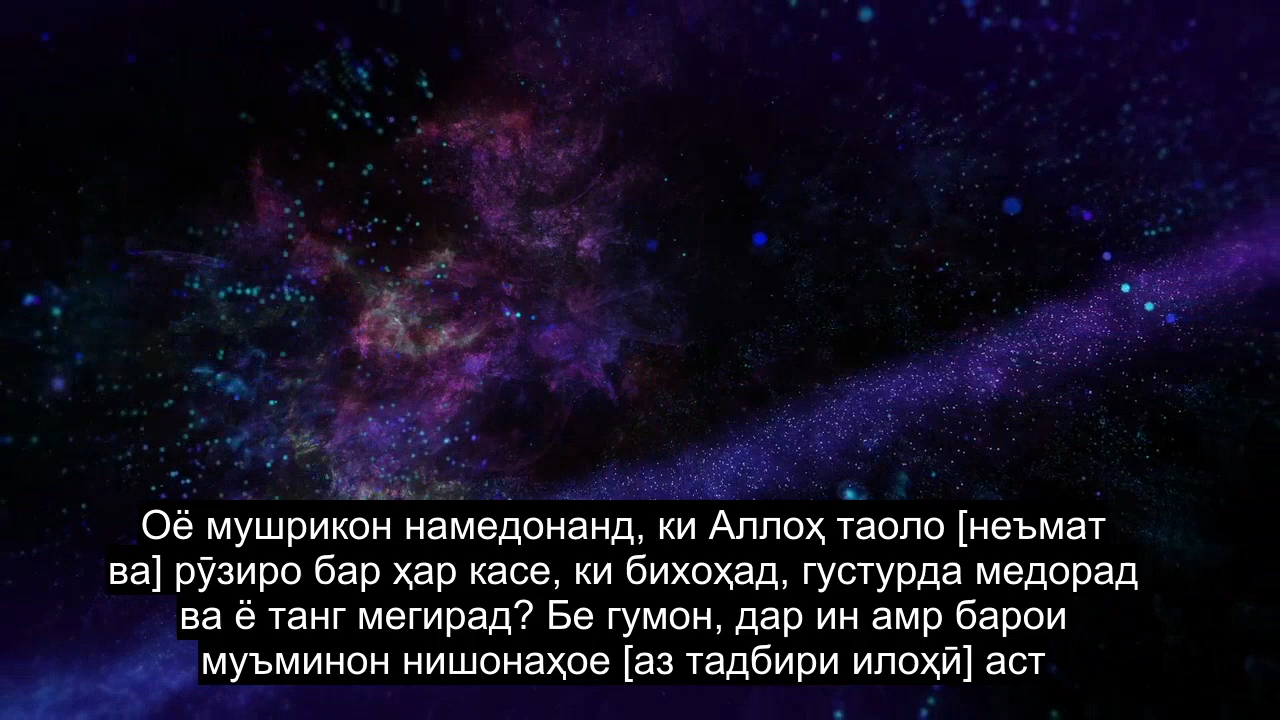 Оё мушрикон намедонанд, ки Аллоҳ таоло [неъмат
ва] рӯзиро бар ҳар касе, ки бихоҳад, густурда медорад
ва ё танг мегирад? Бе гумон, дар ин амр барои
муъминон нишонаҳое [аз тадбири илоҳӣ] аст